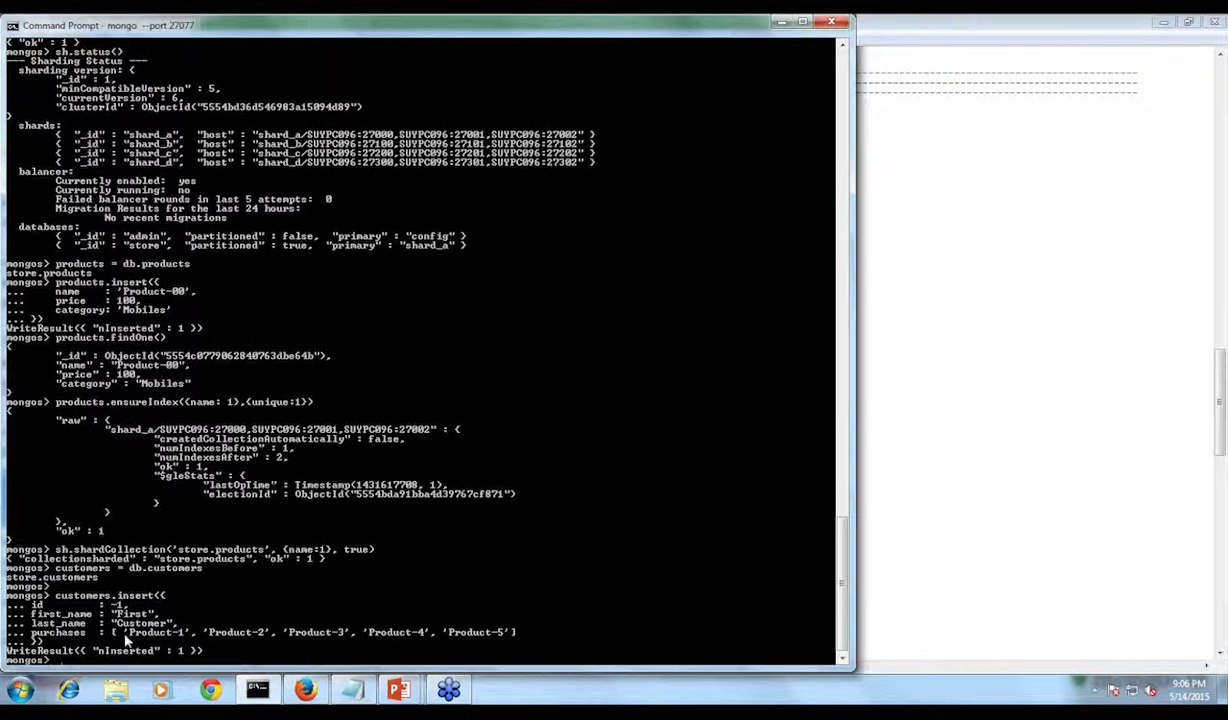 Command Prompt - mongo --port 27077
{ "ok" : 1 }
mongos> sh.status()
--- Sharding Status ---
sharding version: {
"_id" : 1,
"minCompatibleVersion" : 5,
"currentVersion" : 6,
"clusterId" : ObjectId("5554bd36d546983a15094d89")
}
shards:
{ "_id" : "shard_a", "host" : "shard_a/SUYPC096:27000,SUYPC096:27001,SUYPC096:27002" }
{ "_id" : "shard_b", "host" : "shard_b/SUYPC096:27100,SUYPC096:27101,SUYPC096:27102" }
{ "_id" : "shard_c", "host" : "shard_c/SUYPC096:27200,SUYPC096:27201,SUYPC096:27202" }
{ "_id" : "shard_d", "host" : "shard_d/SUYPC096:27300,SUYPC096:27301,SUYPC096:27302" }
balancer:
Currently enabled: yes
Currently running: no
Failed balancer rounds in last 5 attempts: 0
Migration Results for the last 24 hours:
No recent migrations
databases:
{ "_id" : "admin", "partitioned" : false, "primary" : "config" }
{ "_id" : "store", "partitioned" : true, "primary" : "shard_a" }
mongos> products = db.products
store.products
mongos> products.insert({
... name : 'Product-00',
... price : 100,
... category: 'Mobiles'
... })
WriteResult({ "nInserted" : 1 })
mongos> products.findOne()
{
"_id" : ObjectId("5554c0779062840763dbe64b"),
"name" : "Product-00",
"price" : 100,
"category" : "Mobiles"
}
mongos> products.ensureIndex({name: 1},{unique:1})
{
"raw" : {
"shard_a/SUYPC096:27000,SUYPC096:27001,SUYPC096:27002" : {
"createdCollectionAutomatically" : false,
"numIndexesBefore" : 1,
"numIndexesAfter" : 2,
"ok" : 1,
"$gleStats" : {
"lastOpTime" : Timestamp(1431617708, 1),
"electionId" : ObjectId("5554bda91bba4d39767cf871")
}
}
},
"ok" : 1
}
mongos> sh.shardCollection('store.products', {name:1}, true)
{ "collectionsharded" : "store.products", "ok" : 1 }
mongos> customers = db.customers
store.customers
mongos>
mongos> customers.insert({
... id : -1,
... first_name : "First",
... last_name : "Customer",
... purchases : [ 'Product-1', 'Product-2', 'Product-3', 'Product-4', 'Product-5']
... })
WriteResult({ "nInserted" : 1 })
mongos>
9:06 PM
5/14/2015